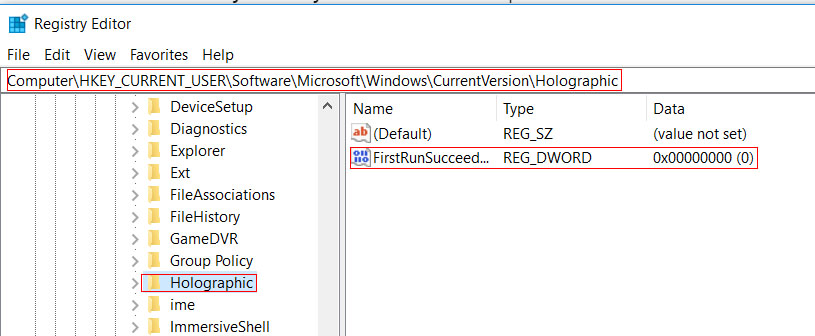 Registry Editor
File Edit View Favorites Help
Computer\HKEY_CURRENT_USER\Software\Microsoft\Windows\CurrentVersion\Holographic
DeviceSetup
Diagnostics
Explorer
Ext
FileAssociations
FileHistory
GameDVR
Group Policy
Holographic
ime
ImmersiveShell
Name Type Data
(Default) REG_SZ (value not set)
FirstRunSucceed... REG_DWORD 0x00000000 (0)